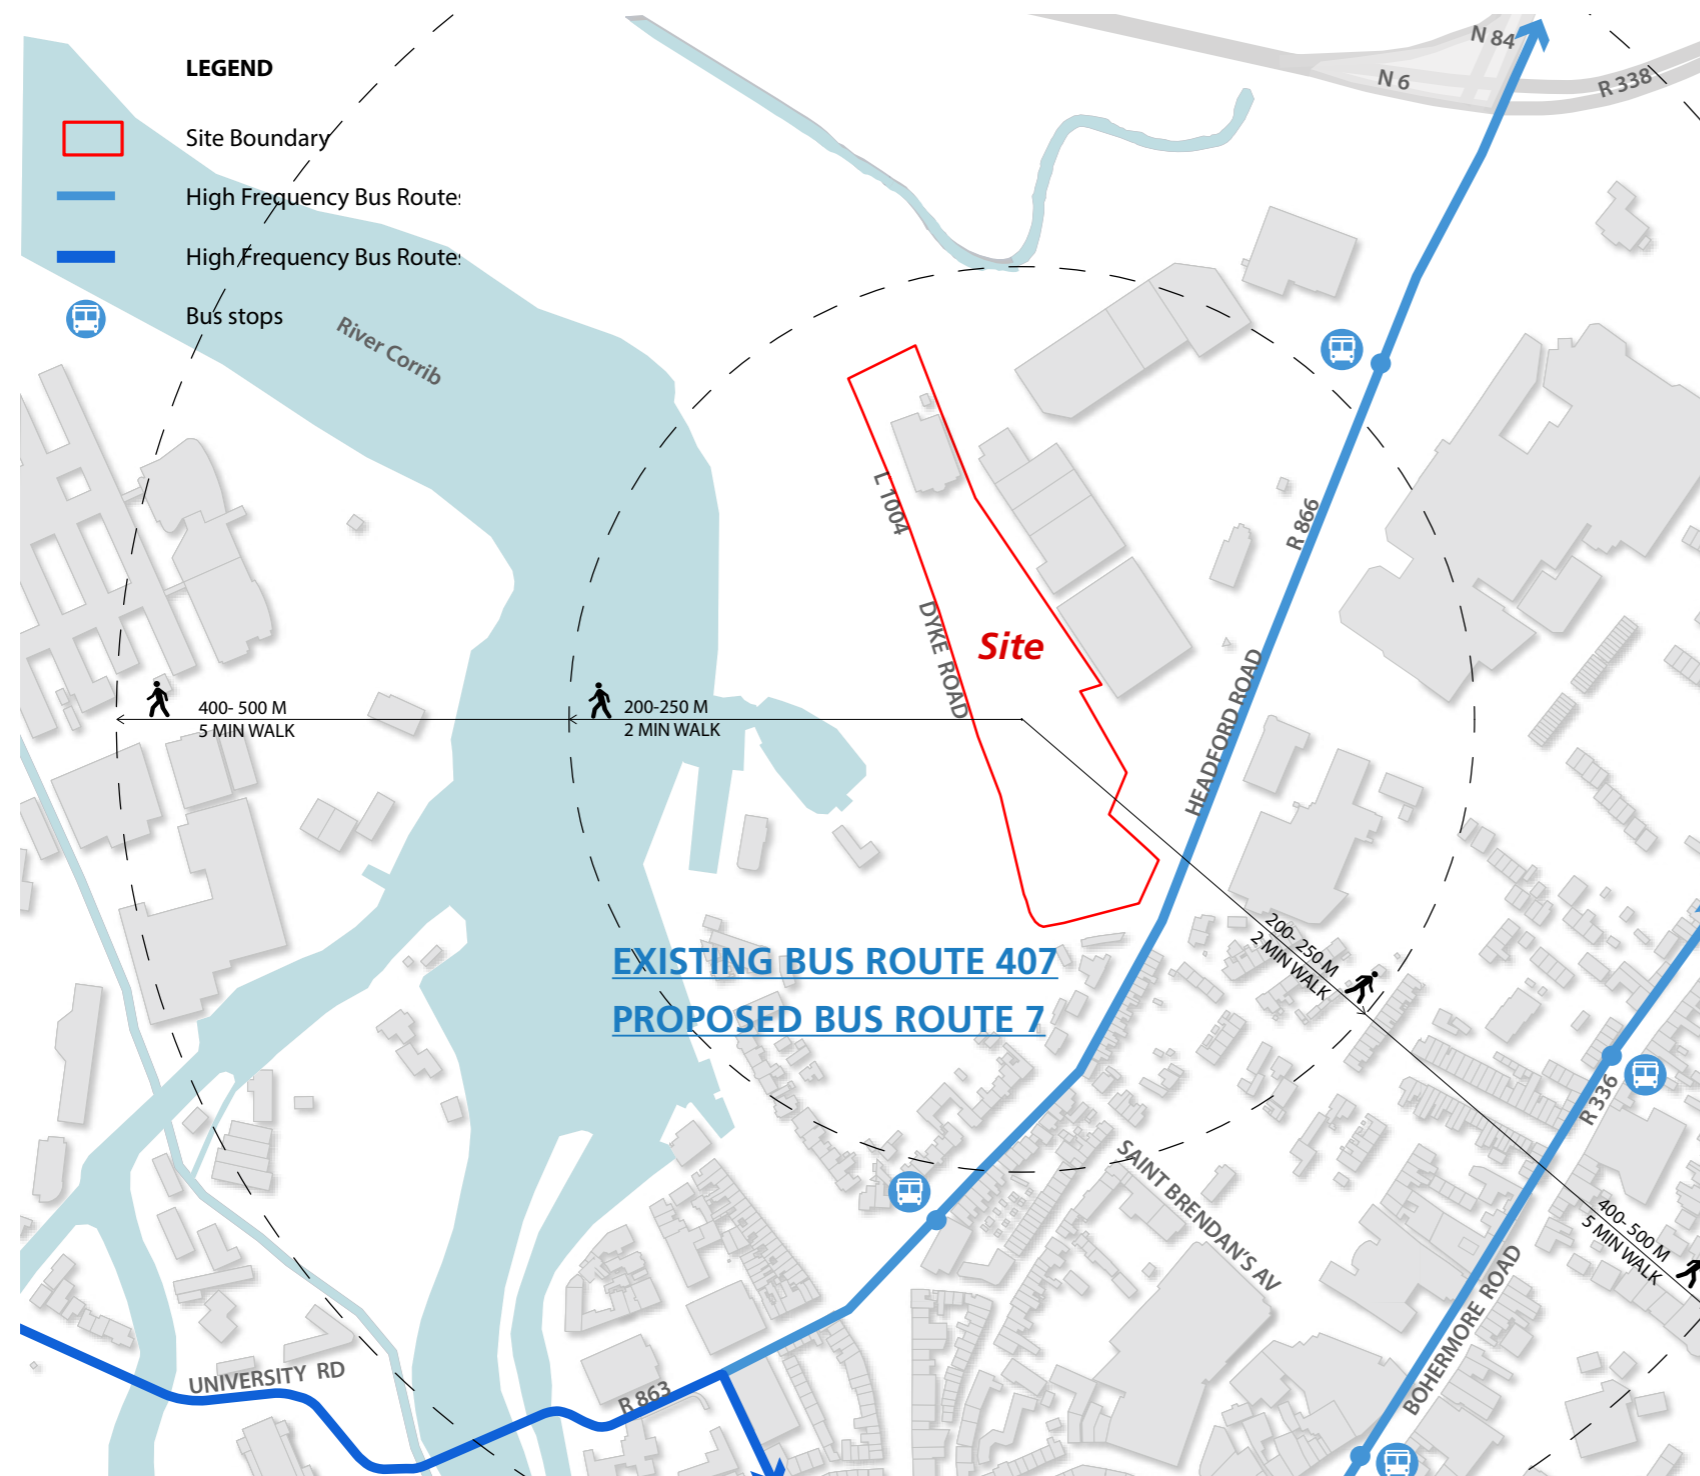 LEGEND
Site Boundary
High Frequency Bus Route
High Frequency Bus Route
Bus stops
River Corrib
N 84
N 6
R 338
L 1004
DYKE ROAD
Site
R 866
HEADFORD ROAD
400- 500 M
5 MIN WALK
200-250 M
2 MIN WALK
EXISTING BUS ROUTE 407
PROPOSED BUS ROUTE 7
200- 250 M
2 MIN WALK
R 336
SAINT BRENDAN'S AV
400- 500 M
5 MIN WALK
BOHERMORE ROAD
UNIVERSITY RD
R 863